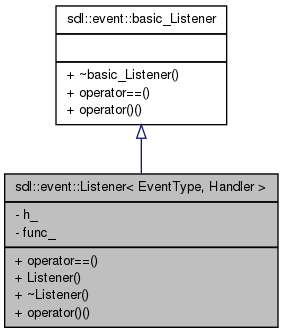 sdl::event::basic_Listener
+ ~basic_Listener()
+ operator==()
+ operator()()
sdl::event::Listener< EventType, Handler >
- h_
- func_
+ operator==()
+ Listener()
+ ~Listener()
+ operator()()